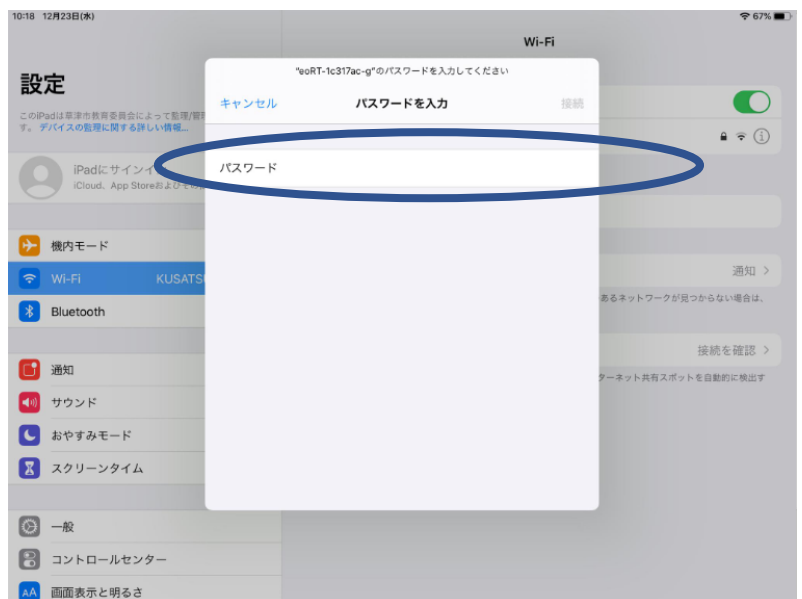 10:18 12月23日(水)
67%
設定
このiPadは草津市教育委員会によって監理/管
す。デバイスの監理に関する詳しい情報...
iPadにサインイ
iCloud、App Storeおよびその
機内モード
Wi-Fi KUSATSU
Bluetooth
通知
サウンド
おやすみモード
スクリーンタイム
一般
コントロールセンター
画面表示と明るさ
Wi-Fi
"eoRT-1c317ac-g"のパスワードを入力してください
キャンセル パスワードを入力 接続
パスワード
通知
あるネットワークが見つからない場合は、
接続を確認
ターネット共有スポットを自動的に検出す